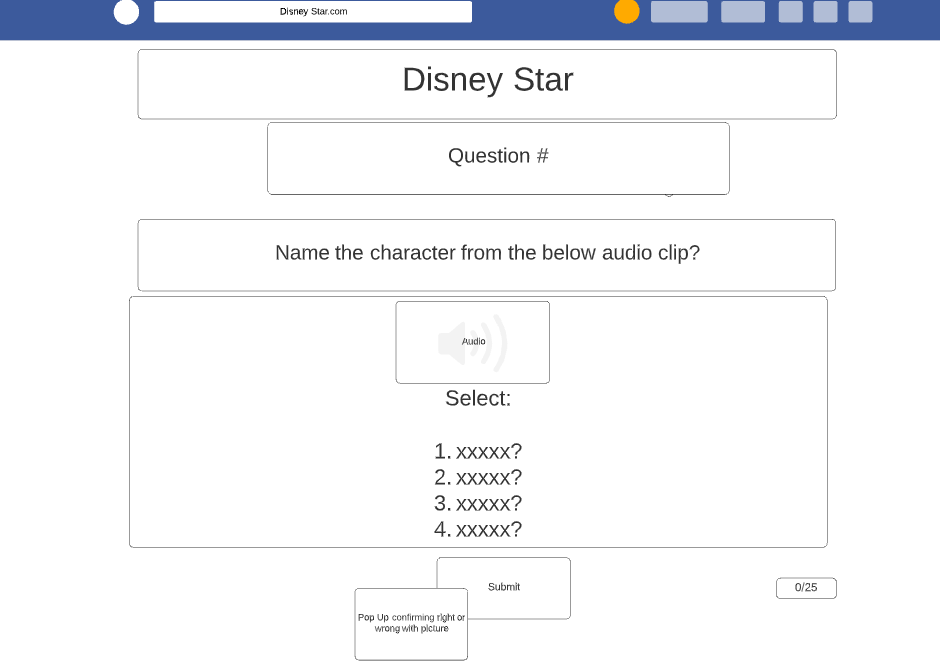 Disney Star.com
Disney Star
Question #
Name the character from the below audio clip?
Audio
Select:
1. xxxxx?
2. xxxxx?
3. xxxxx?
4. xxxxx?
Submit
0/25
Pop Up confirming right or
wrong with picture